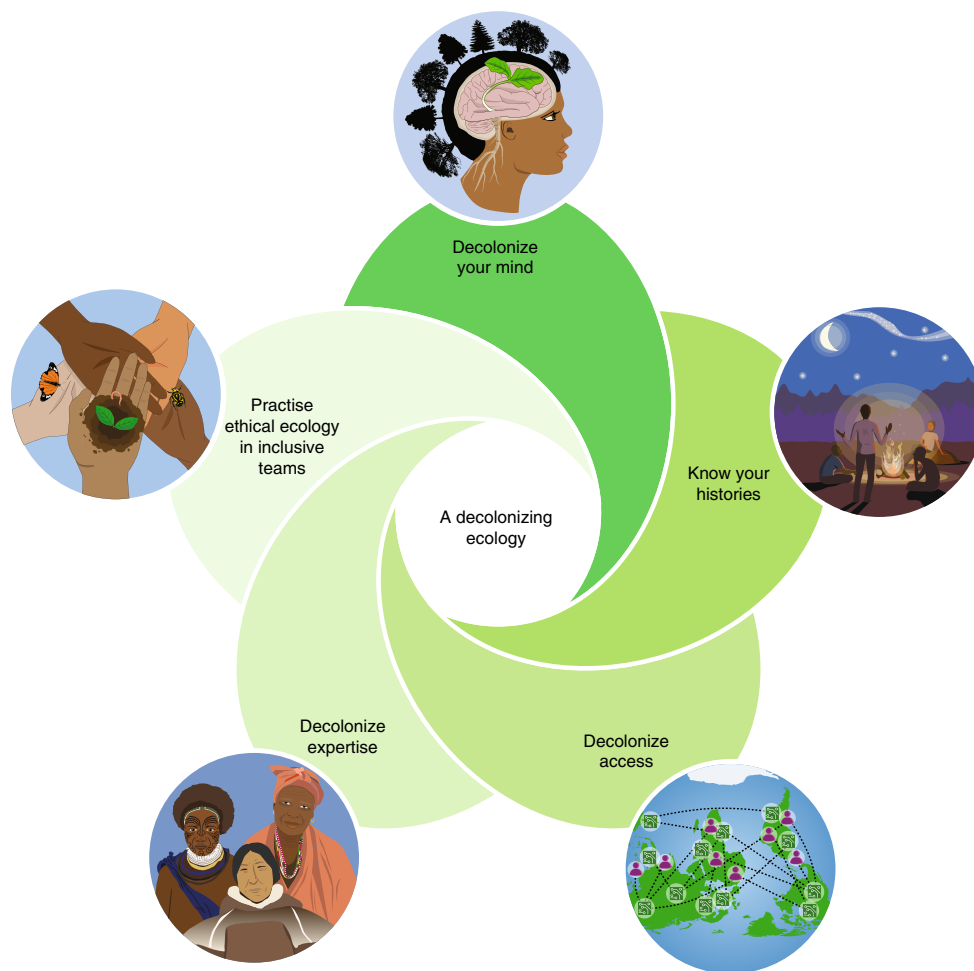 Decolonize
your mind
Know your
histories
Decolonize
access
Decolonize
expertise
Practise
ethical ecology
in inclusive
teams
A decolonizing
ecology